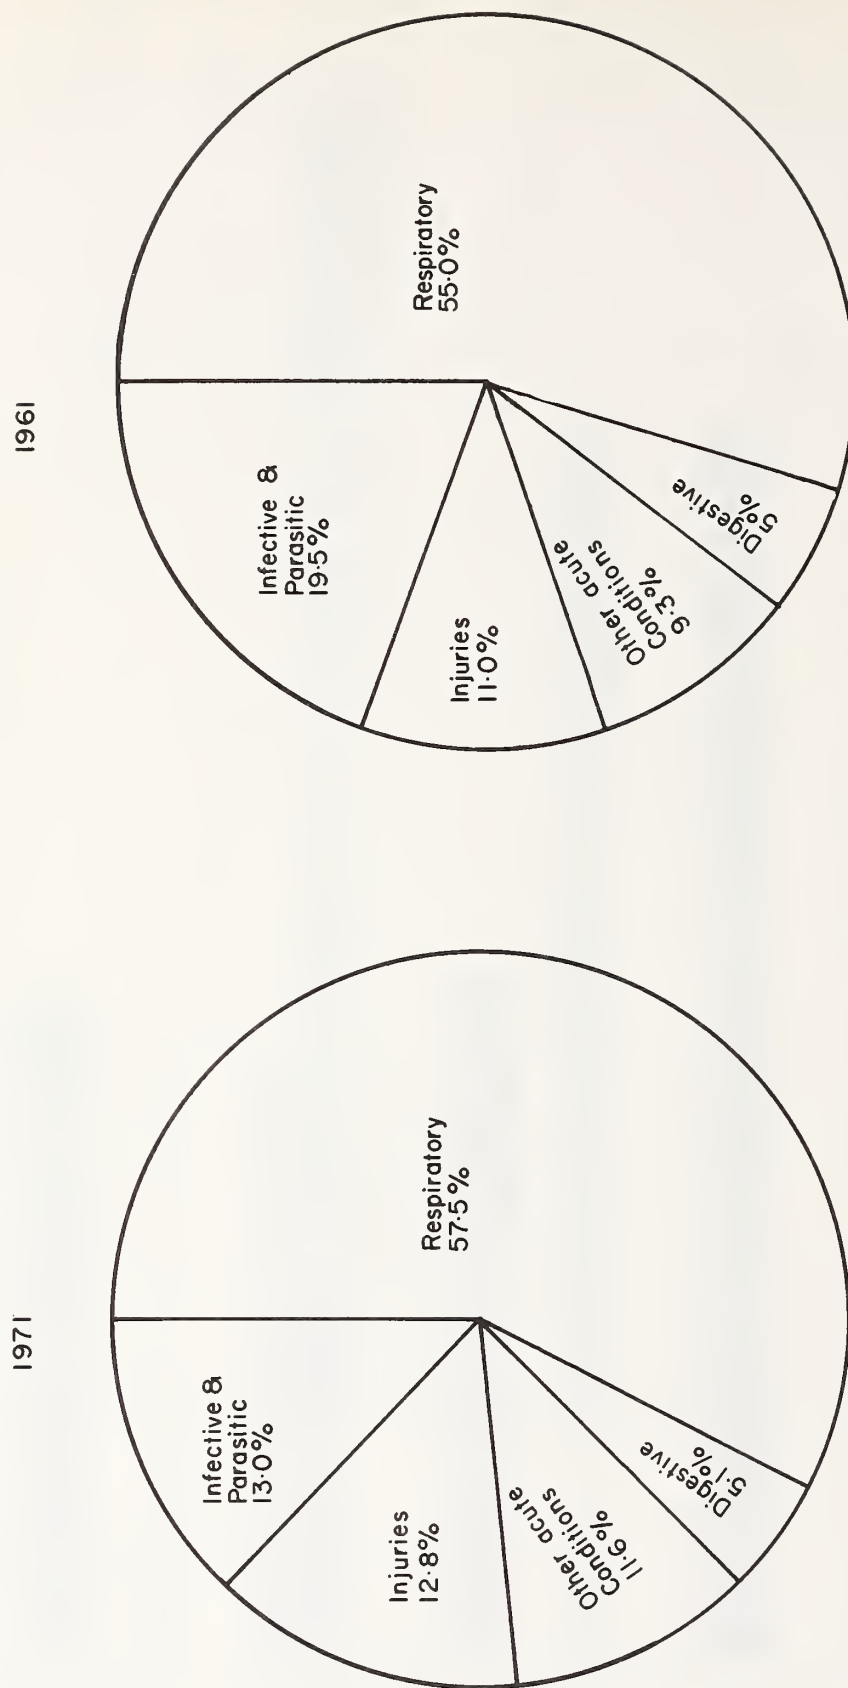 1961
Respiratory
55·0%
Infective &
Parasitic
19·5%
Injuries
11·0%
Other acute
Conditions
9·3%
Digestive
5%
1971
Respiratory
57·5%
Infective &
Parasitic
13·0%
Injuries
12·8%
Other acute
Conditions
11·6%
Digestive
5·1%